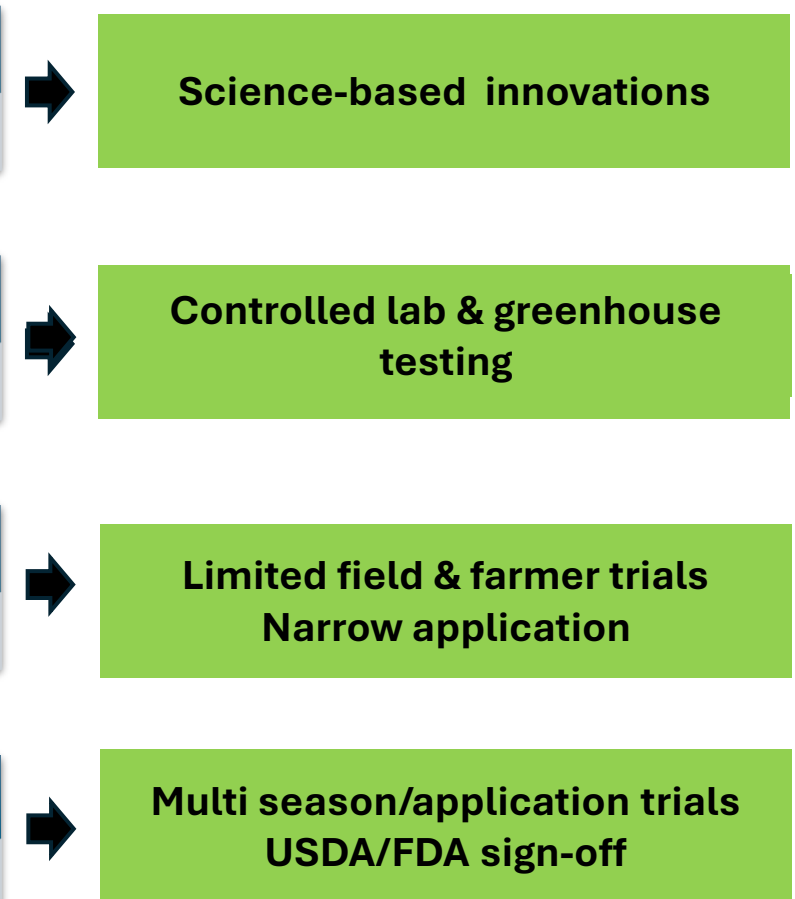 Science-based innovations
Controlled lab & greenhouse
testing
Limited field & farmer trials
Narrow application
Multi season/application trials
USDA/FDA sign-off